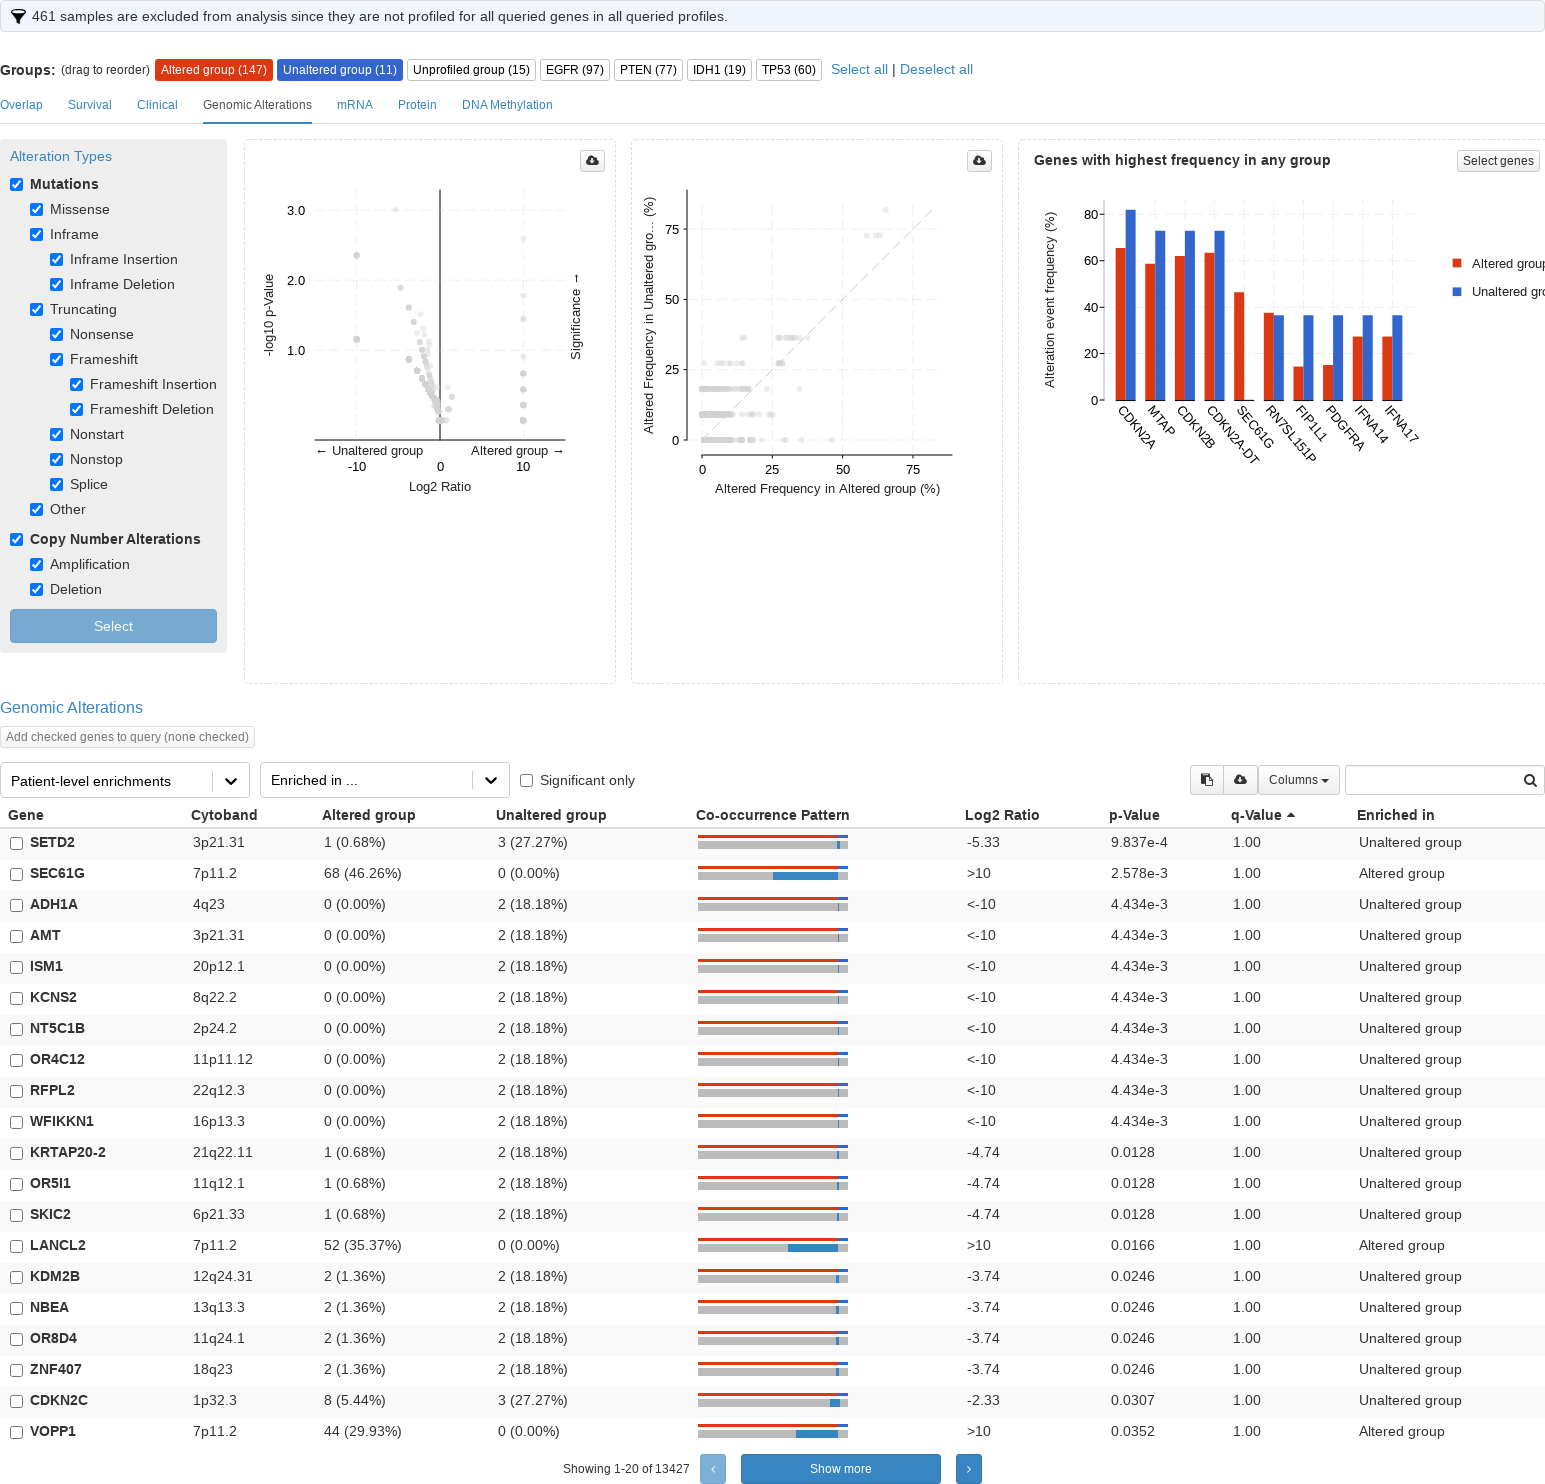 461 samples are excluded from analysis since they are not profiled for all queried genes in all queried profiles.
Groups: (drag to reorder) Altered group (147) Unaltered group (11) Unprofiled group (15) EGFR (97) PTEN (77) IDH1 (19) TP53 (60) Select all | Deselect all
Overlap Survival Clinical Genomic Alterations mRNA Protein DNA Methylation
Alteration Types
Mutations
Missense
Inframe
Inframe Insertion
Inframe Deletion
Truncating
Nonsense
Frameshift
Frameshift Insertion
Frameshift Deletion
Nonstart
Nonstop
Splice
Other
Copy Number Alterations
Amplification
Deletion
Select
3.0
2.0
1.0
-log10 p-Value
Significance →
← Unaltered group Altered group →
-10 0 10
Log2 Ratio
Altered Frequency in Unaltered gro... (%)
75
50
25
0
0 25 50 75
Altered Frequency in Altered group (%)
Genes with highest frequency in any group
Select genes
Alteration event frequency (%)
80
60
40
20
0
CDKN2A
MTAP
CDKN2B
CDKN2A-DT
SEC61G
RN7SL151P
FIP1L1
PDGFRA
IFNA14
IFNA17
Altered group
Unaltered gro
Genomic Alterations
Add checked genes to query (none checked)
Patient-level enrichments Enriched in ... Significant only Columns
Gene Cytoband Altered group Unaltered group Co-occurrence Pattern Log2 Ratio p-Value q-Value Enriched in
SETD2 3p21.31 1 (0.68%) 3 (27.27%) -5.33 9.837e-4 1.00 Unaltered group
SEC61G 7p11.2 68 (46.26%) 0 (0.00%) >10 2.578e-3 1.00 Altered group
ADH1A 4q23 0 (0.00%) 2 (18.18%) <-10 4.434e-3 1.00 Unaltered group
AMT 3p21.31 0 (0.00%) 2 (18.18%) <-10 4.434e-3 1.00 Unaltered group
ISM1 20p12.1 0 (0.00%) 2 (18.18%) <-10 4.434e-3 1.00 Unaltered group
KCNS2 8q22.2 0 (0.00%) 2 (18.18%) <-10 4.434e-3 1.00 Unaltered group
NT5C1B 2p24.2 0 (0.00%) 2 (18.18%) <-10 4.434e-3 1.00 Unaltered group
OR4C12 11p11.12 0 (0.00%) 2 (18.18%) <-10 4.434e-3 1.00 Unaltered group
RFPL2 22q12.3 0 (0.00%) 2 (18.18%) <-10 4.434e-3 1.00 Unaltered group
WFIKKN1 16p13.3 0 (0.00%) 2 (18.18%) <-10 4.434e-3 1.00 Unaltered group
KRTAP20-2 21q22.11 1 (0.68%) 2 (18.18%) -4.74 0.0128 1.00 Unaltered group
OR5I1 11q12.1 1 (0.68%) 2 (18.18%) -4.74 0.0128 1.00 Unaltered group
SKIC2 6p21.33 1 (0.68%) 2 (18.18%) -4.74 0.0128 1.00 Unaltered group
LANCL2 7p11.2 52 (35.37%) 0 (0.00%) >10 0.0166 1.00 Altered group
KDM2B 12q24.31 2 (1.36%) 2 (18.18%) -3.74 0.0246 1.00 Unaltered group
NBEA 13q13.3 2 (1.36%) 2 (18.18%) -3.74 0.0246 1.00 Unaltered group
OR8D4 11q24.1 2 (1.36%) 2 (18.18%) -3.74 0.0246 1.00 Unaltered group
ZNF407 18q23 2 (1.36%) 2 (18.18%) -3.74 0.0246 1.00 Unaltered group
CDKN2C 1p32.3 8 (5.44%) 3 (27.27%) -2.33 0.0307 1.00 Unaltered group
VOPP1 7p11.2 44 (29.93%) 0 (0.00%) >10 0.0352 1.00 Altered group
Showing 1-20 of 13427 ‹ Show more ›